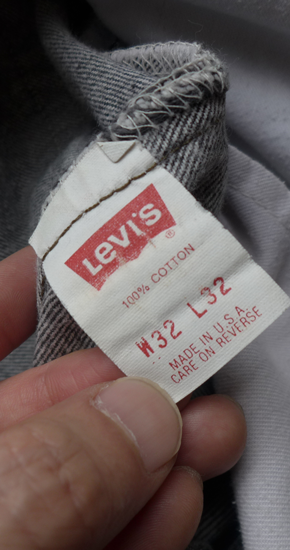 Levi's
®
100% COTTON
W32 L32
MADE IN U.S.A.
CARE ON REVERSE